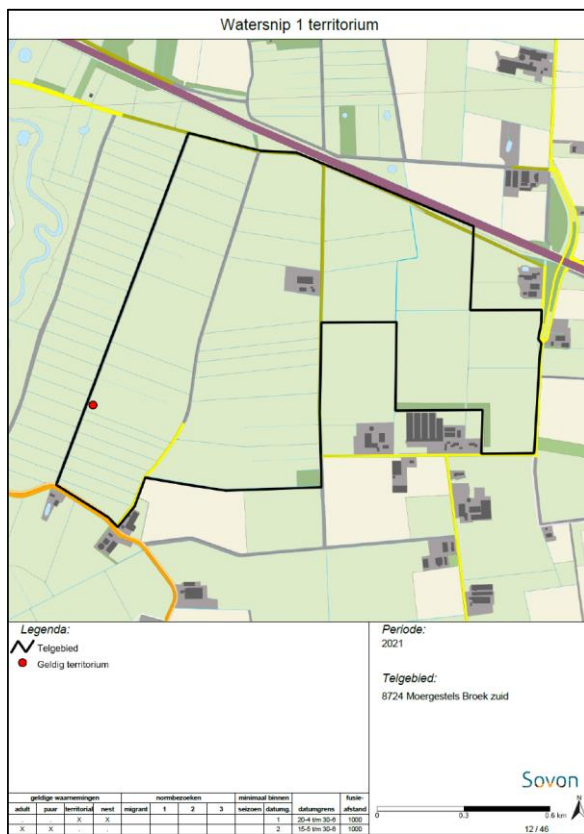 Watersnip 1 territorium
Legenda:
Telgebied
Geldig territorium
Periode:
2021
Telgebied:
8724 Moergestels Broek zuid
Sovon
0 0.3 0.6 km
N
12 / 46
geldige waarnemingen normbezoeken minimaal binnen fusie-
adult paar territoriaal nest migrant 1 2 3 seizoen datumg. datumgrens afstand
. . X X 1 20-4 t/m 30-6 1000
X X . . 2 15-5 t/m 30-6 1000